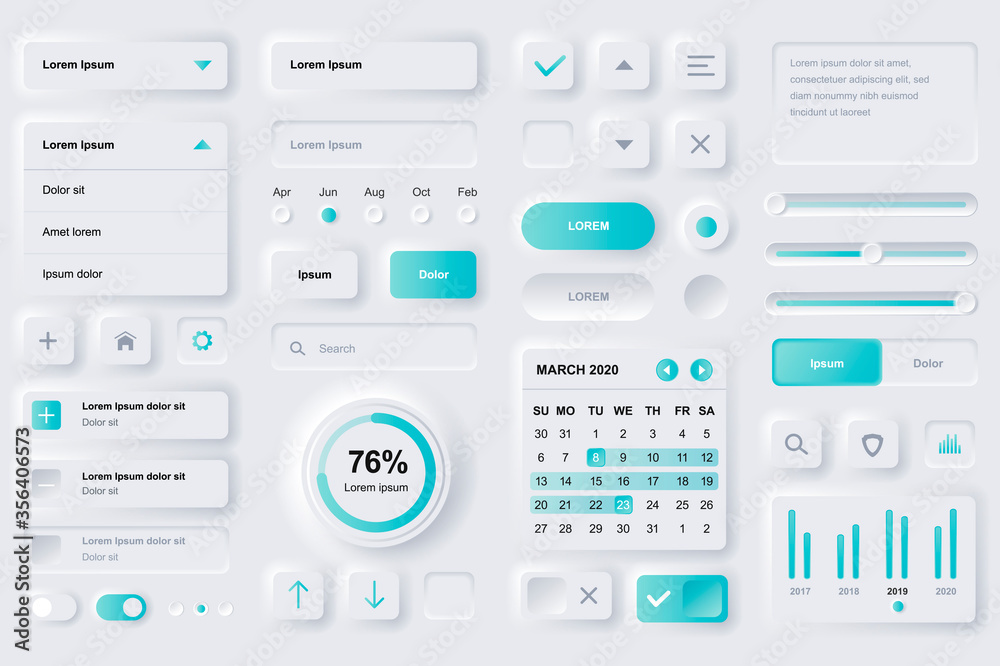 Lorem Ipsum
Lorem Ipsum
Dolor sit
Amet lorem
Ipsum dolor
Lorem Ipsum dolor sit
Dolor sit
Lorem Ipsum dolor sit
Dolor sit
Lorem Ipsum dolor sit
Dolor sit
Lorem Ipsum
Lorem Ipsum
Apr Jun Aug Oct Feb
Ipsum Dolor
Search
76%
Lorem ipsum
LOREM
LOREM
MARCH 2020
SU MO TU WE TH FR SA
30 31 1 2 3 4 5
6 7 8 9 10 11 12
13 14 15 16 17 18 19
20 21 22 23 24 25 26
27 28 29 30 31 1 2
Lorem ipsum dolor sit amet,
consectetuer adipiscing elit, sed
diam nonummy nibh euismod
tincidunt ut laoreet
Ipsum Dolor
2017 2018 2019 2020
Adobe Stock | #356406573